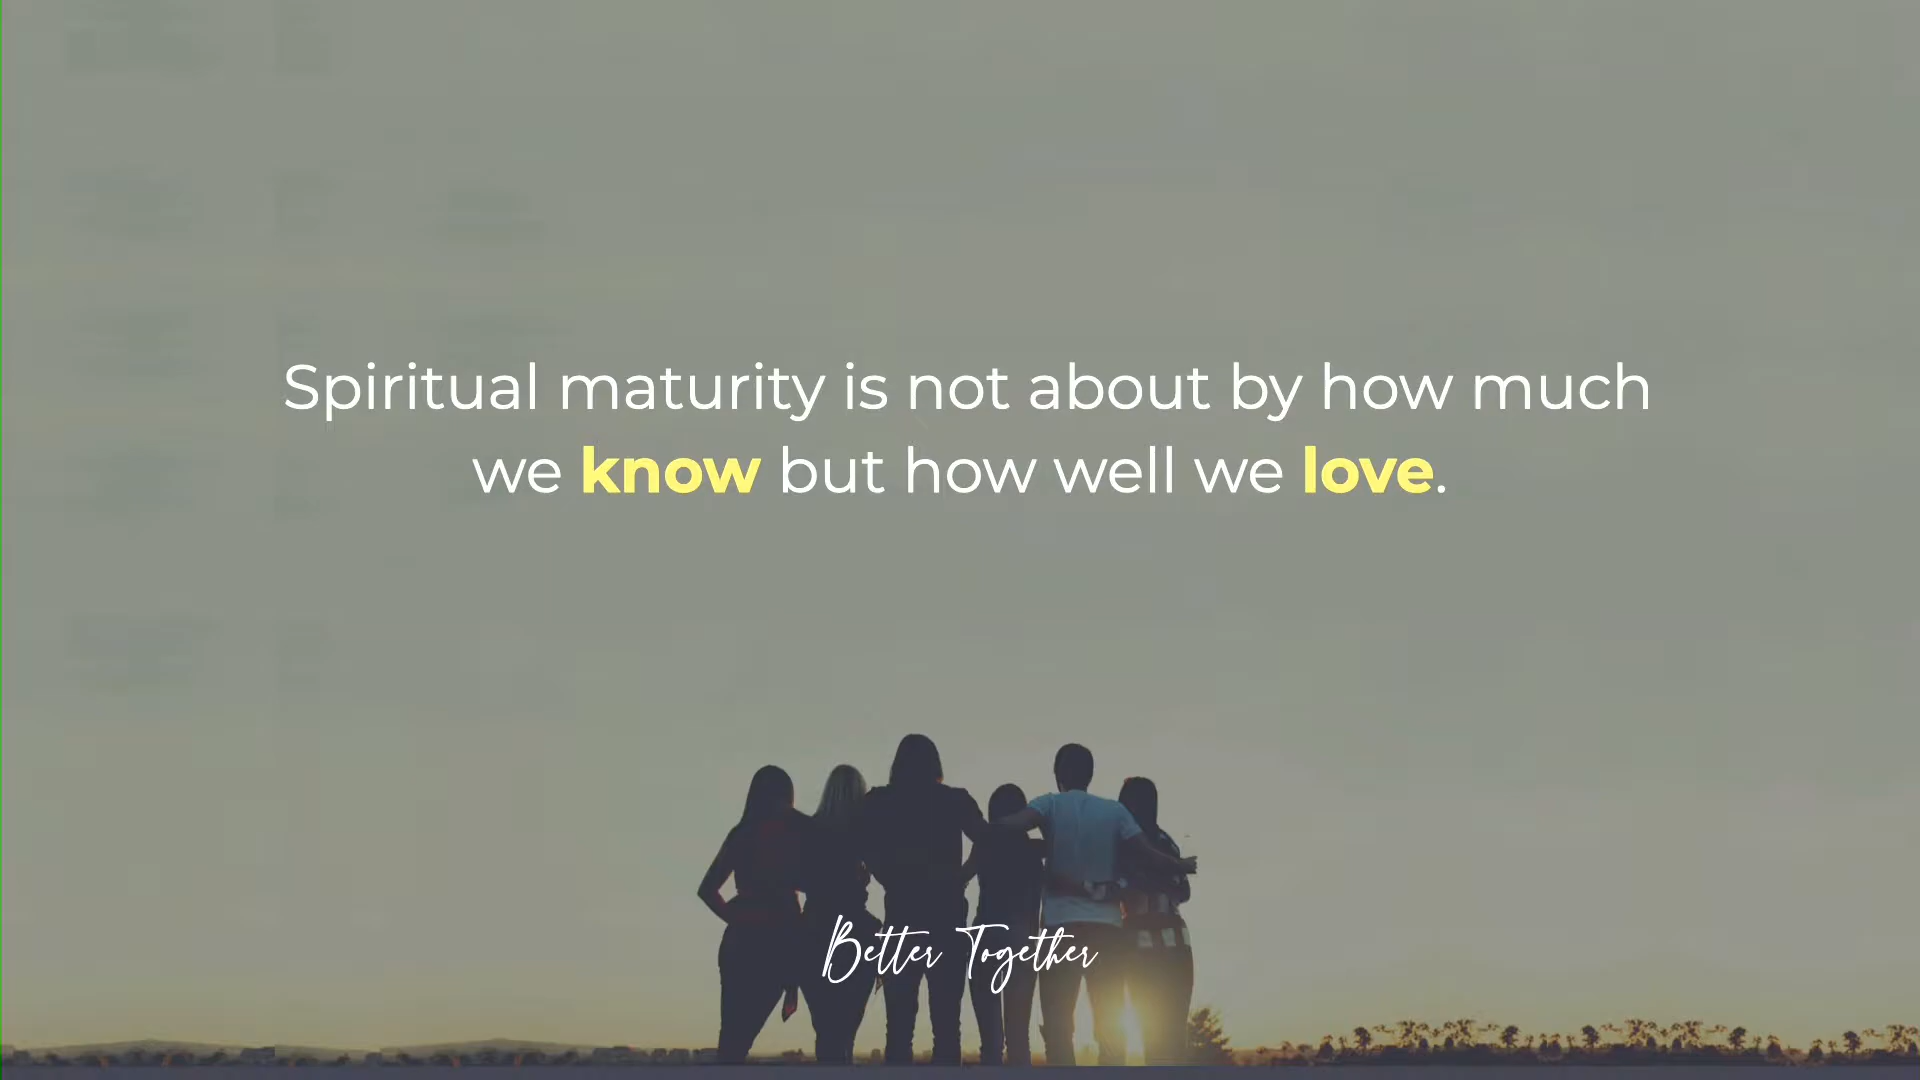 Spiritual maturity is not about by how much
we know but how well we love.
Better Together